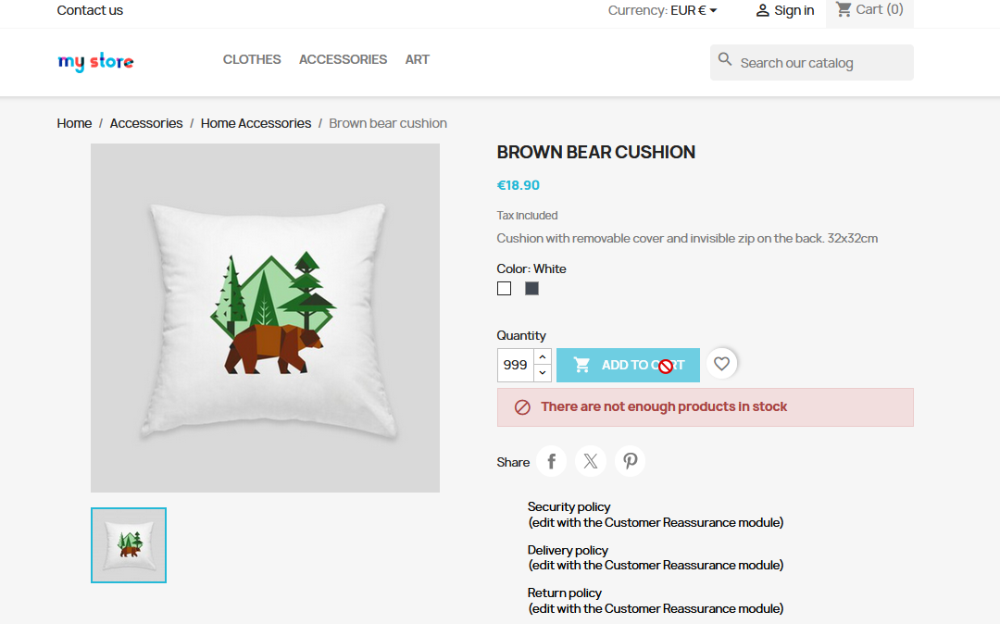 Contact us
Currency: EUR €
Sign in
Cart (0)
my store
CLOTHES
ACCESSORIES
ART
Search our catalog
Home / Accessories / Home Accessories / Brown bear cushion
BROWN BEAR CUSHION
€18.90
Tax included
Cushion with removable cover and invisible zip on the back. 32x32cm
Color: White
Quantity
999
ADD TO CART
There are not enough products in stock
Share
Security policy
(edit with the Customer Reassurance module)
Delivery policy
(edit with the Customer Reassurance module)
Return policy
(edit with the Customer Reassurance module)